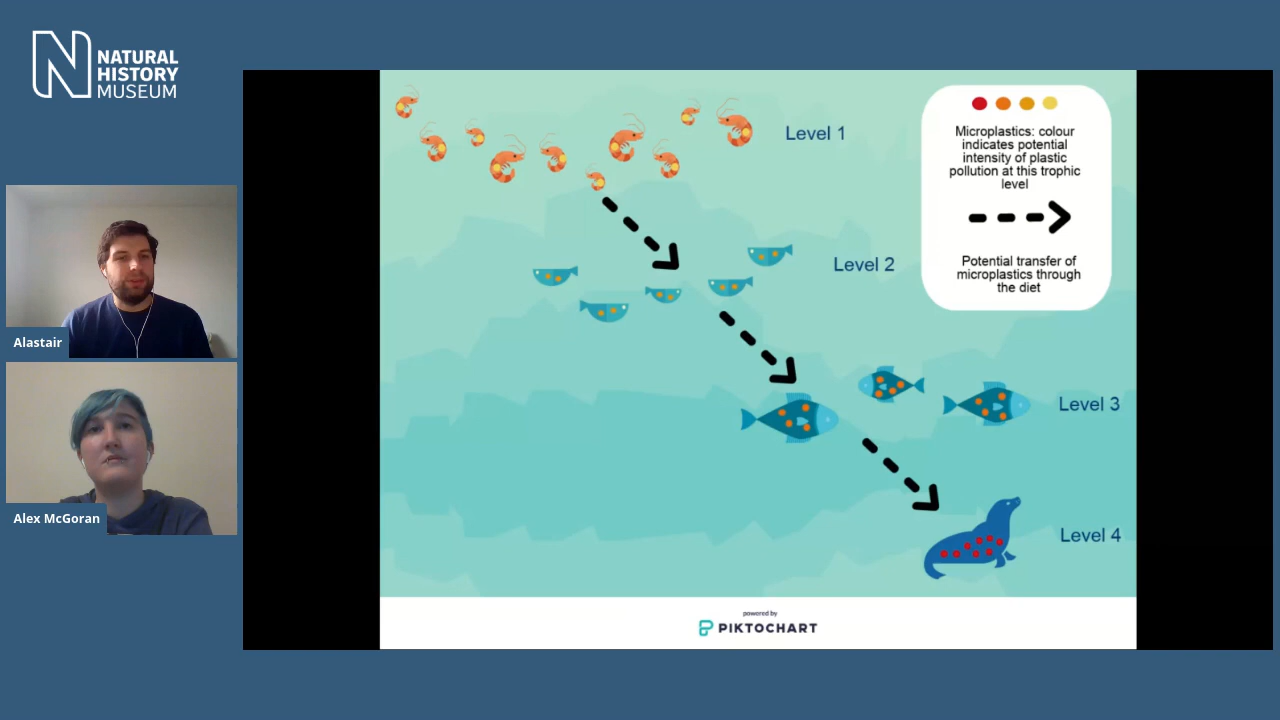 NATURAL
HISTORY
MUSEUM
Alastair
Alex McGoran
Level 1
Level 2
Level 3
Level 4
Microplastics: colour
indicates potential
intensity of plastic
pollution at this trophic
level
Potential transfer of
microplastics through
the diet
powered by
PIKTOCHART